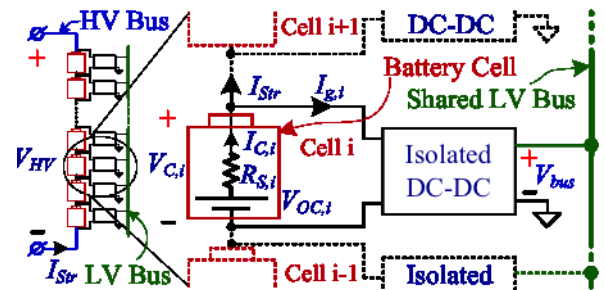 HV Bus
+
V_HV
-
I_Str
LV Bus
Cell i+1
DC-DC
I_Str
I_g,i
Battery Cell
Shared LV Bus
+
V_C,i
-
I_C,i
R_S,i
V_OC,i
Cell i
Isolated
DC-DC
+
V_bus
-
Cell i-1
Isolated